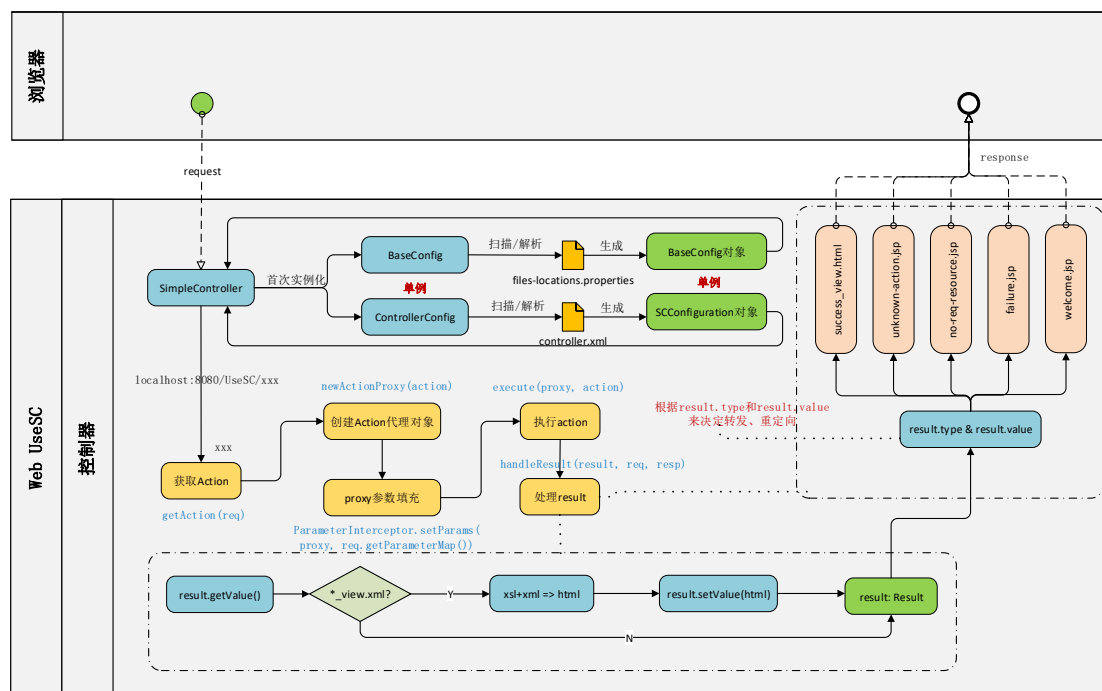 浏览器
request
response
Web UseSC
控制器
SimpleController
首次实例化
BaseConfig
扫描/解析
files-locations.properties
生成
BaseConfig对象
单例
单例
ControllerConfig
扫描/解析
controller.xml
生成
SCConfiguration对象
success_view.html
unknown-action.jsp
no-req-resource.jsp
failure.jsp
welcome.jsp
localhost:8080/UseSC/xxx
xxx
获取Action
getAction(req)
newActionProxy(action)
创建Action代理对象
proxy参数填充
ParameterInterceptor.setParams(
proxy, req.getParameterMap())
execute(proxy, action)
执行action
handleResult(result, req, resp)
处理result
根据result.type和result.value
来决定转发、重定向
result.type & result.value
result.getValue()
*_view.xml?
Y
xsl+xml => html
result.setValue(html)
result: Result
N